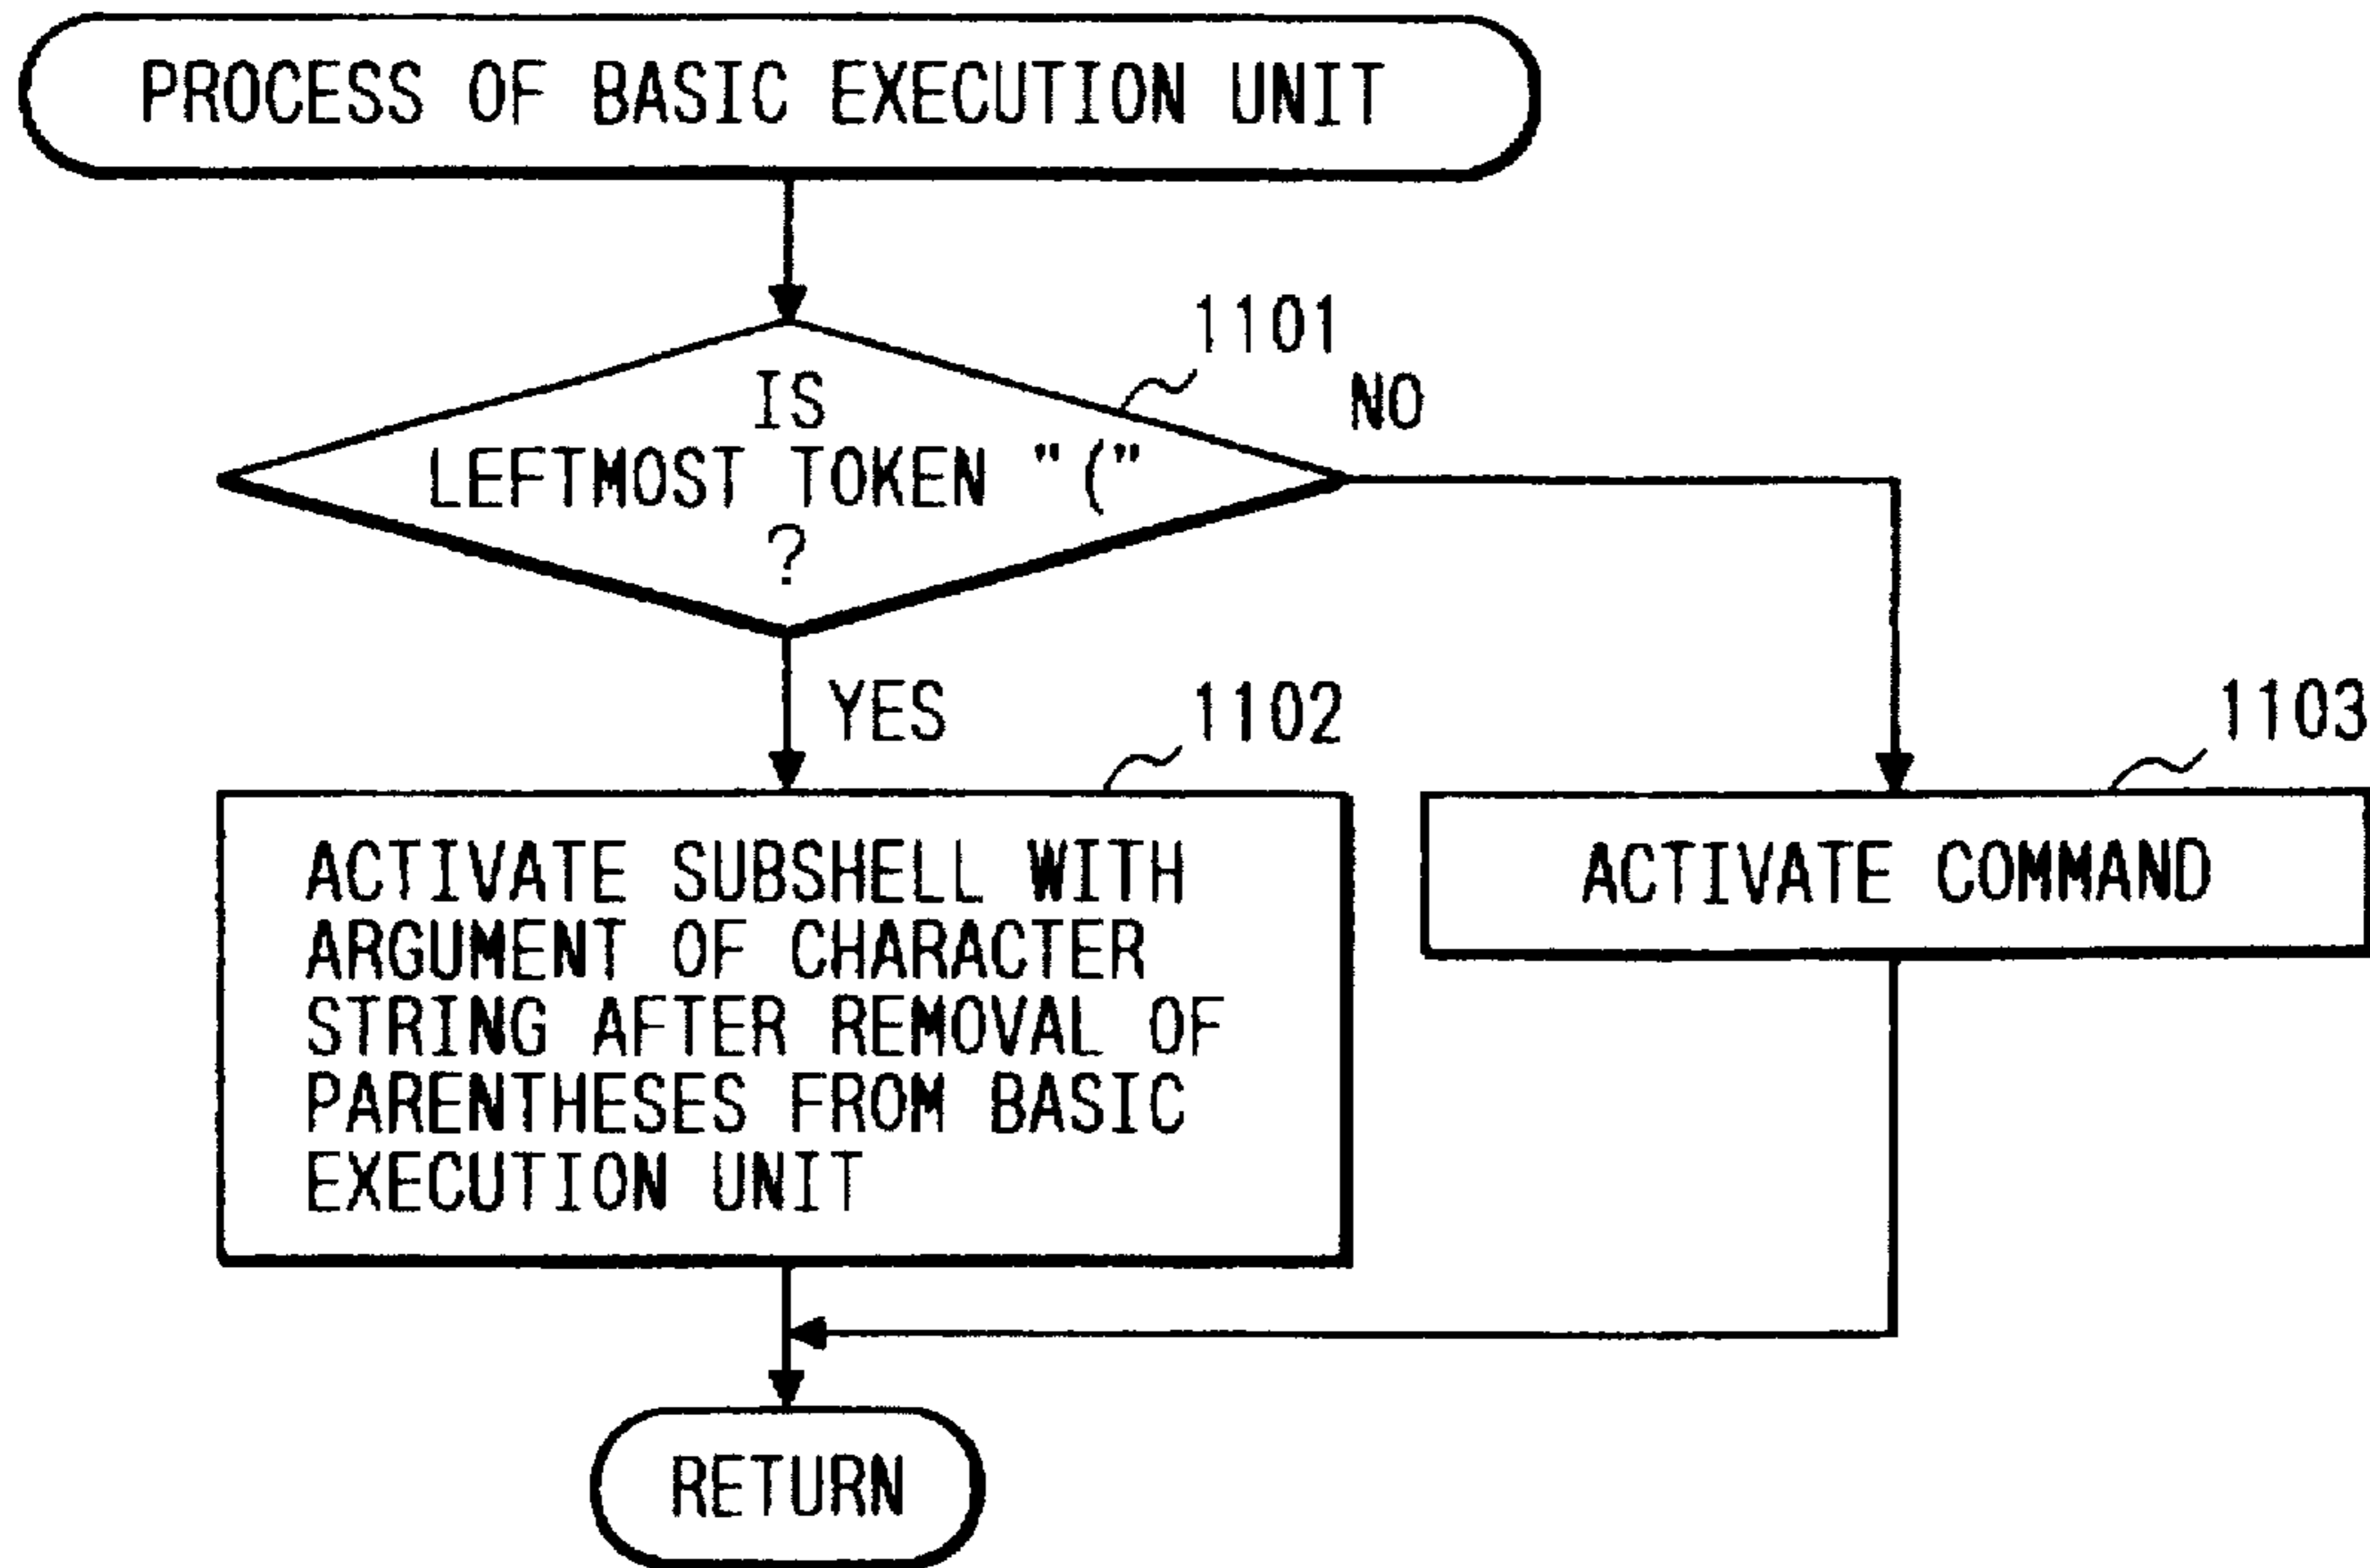 PROCESS OF BASIC EXECUTION UNIT
1101
IS
LEFTMOST TOKEN "("
?
NO
YES
1102
ACTIVATE SUBSHELL WITH
ARGUMENT OF CHARACTER
STRING AFTER REMOVAL OF
PARENTHESES FROM BASIC
EXECUTION UNIT
1103
ACTIVATE COMMAND
RETURN